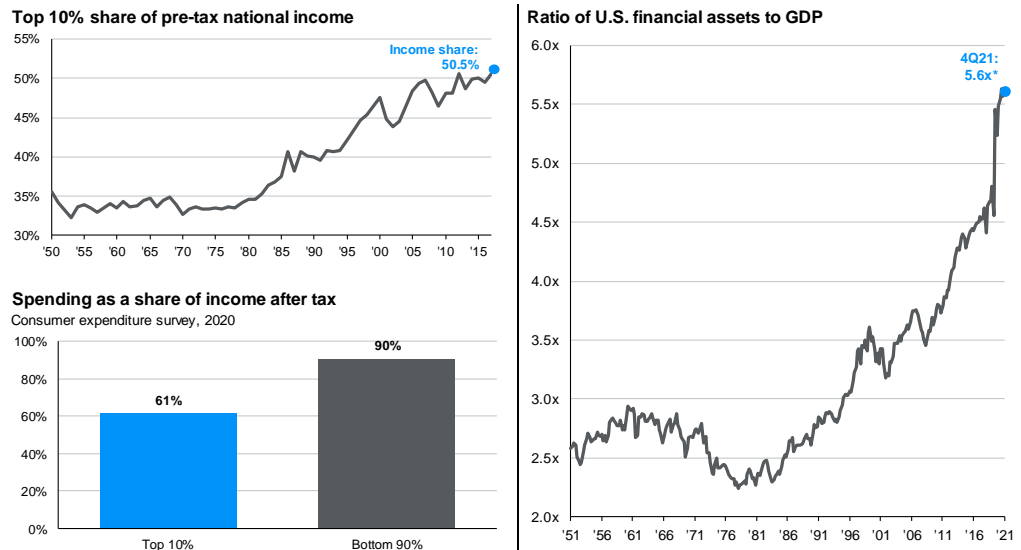 Top 10% share of pre-tax national income
55%
50%
45%
40%
35%
30%
Income share:
50.5%
'50 '55 '60 '65 '70 '75 '80 '85 '90 '95 '00 '05 '10 '15
Spending as a share of income after tax
Consumer expenditure survey, 2020
100%
80%
60%
40%
20%
0%
61%
90%
Top 10% Bottom 90%
Ratio of U.S. financial assets to GDP
6.0x
5.5x
5.0x
4.5x
4.0x
3.5x
3.0x
2.5x
2.0x
4Q21:
5.6x*
'51 '56 '61 '66 '71 '76 '81 '86 '91 '96 '01 '06 '11 '16 '21